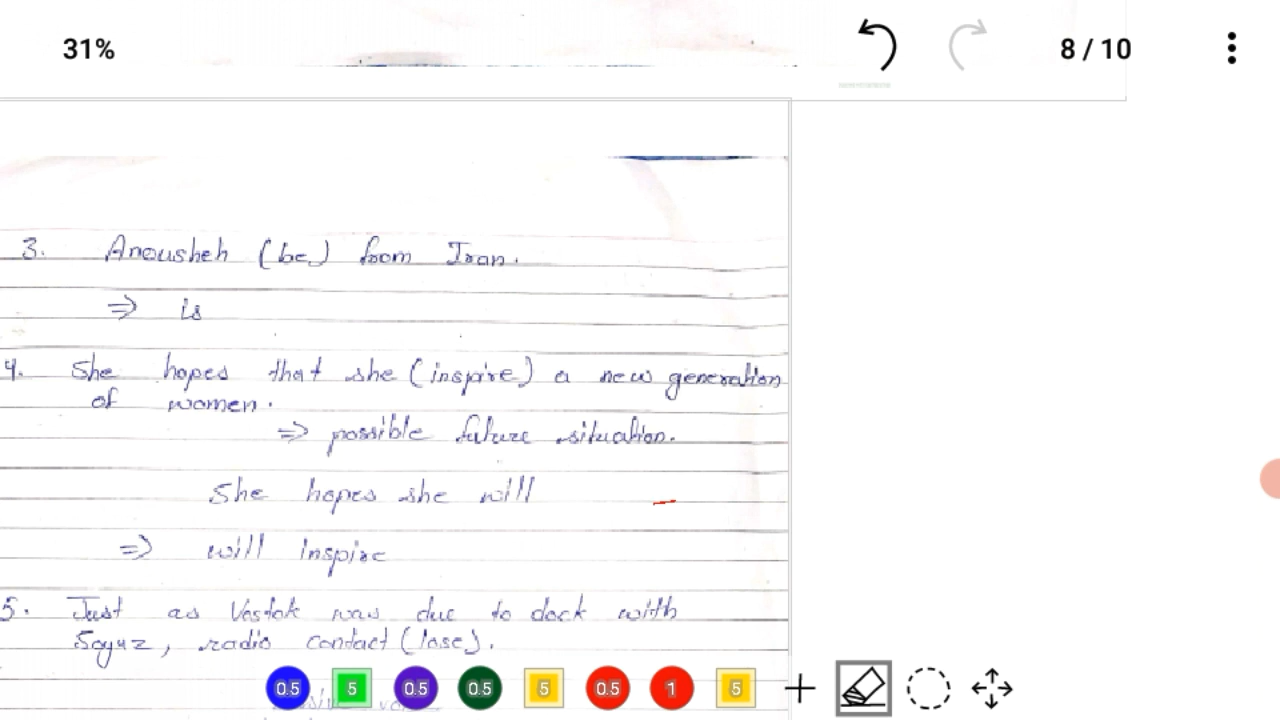 31%
8 / 10
3. Anousheh (be) from Iran.
⇒ is
4. She hopes that she (inspire) a new generation
of women.
⇒ possible future situation.
She hopes she will
⇒ will inspire
5. Just as Vostok was due to dock with
Soyuz, radio contact (lose).
0.5 5 0.5 0.5 5 0.5 1 5